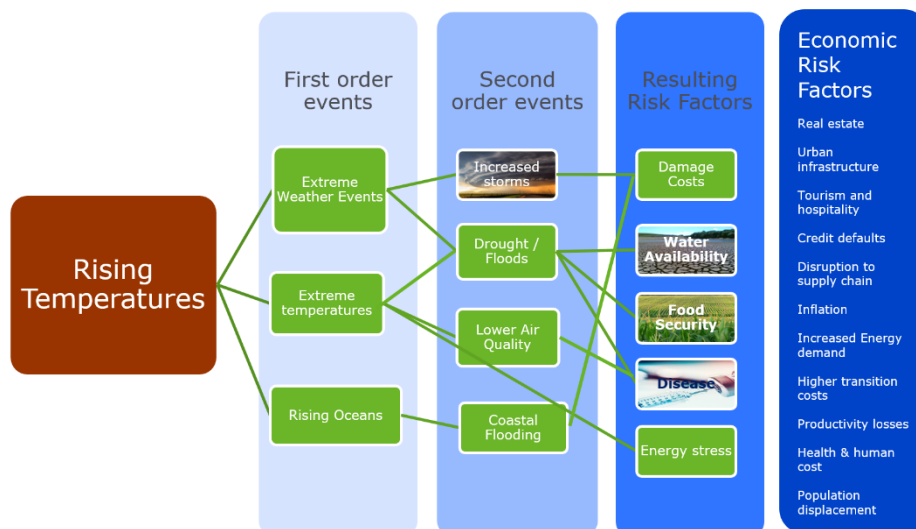 First order
events
Second
order events
Resulting
Risk Factors
Economic
Risk
Factors
Rising
Temperatures
Extreme
Weather Events
Extreme
temperatures
Rising Oceans
Increased
storms
Drought /
Floods
Lower Air
Quality
Coastal
Flooding
Damage
Costs
Water
Availability
Food
Security
Disease
Energy stress
Real estate
Urban
infrastructure
Tourism and
hospitality
Credit defaults
Disruption to
supply chain
Inflation
Increased Energy
demand
Higher transition
costs
Productivity losses
Health & human
cost
Population
displacement